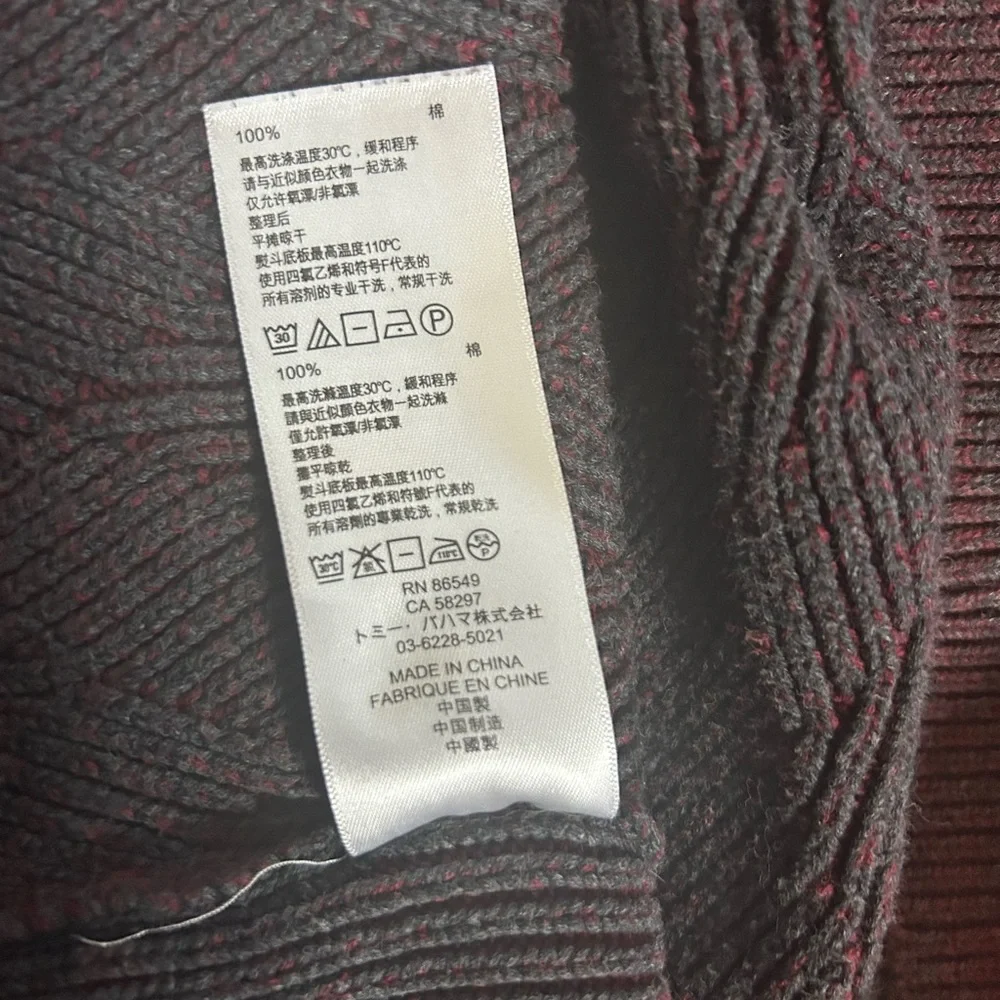 100% 棉
最高洗涤温度30℃，缓和程序
请与近似颜色衣物一起洗涤
仅允许氧漂/非氯漂
整理后
平摊晾干
熨斗底板最高温度110℃
使用四氯乙烯和符号F代表的
所有溶剂的专业干洗，常规干洗
30 P
100% 棉
最高洗滌溫度30℃，緩和程序
請與近似顏色衣物一起洗滌
僅允許氧漂/非氯漂
整理後
攤平晾乾
熨斗底板最高溫度110℃
使用四氯乙烯和符號F代表的
所有溶劑的專業乾洗，常規乾洗
30℃ 110℃ P
RN 86549
CA 58297
トミー・バハマ株式会社
03-6228-5021
MADE IN CHINA
FABRIQUE EN CHINE
中国製
中国制造
中國製